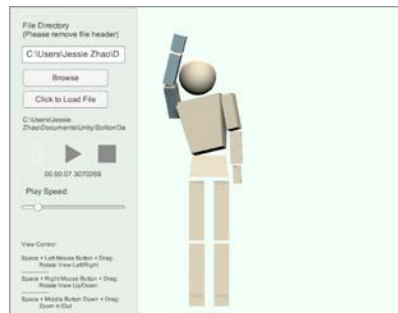 File Directory
(Please remove file header)
C:\Users\Jessie Zhao\D
Browse
Click to Load File
C:\Users\Jessie
Zhao\Documents\Unity\SoltionDa
00:00:07.3070269
Play Speed:
View Control:
Space + Left Mouse Button + Drag:
Rotate View Left/Right
------------
Space + Right Mouse Button + Drag:
Rotate View Up/Down
------------
Space + Middle Button Down + Drag:
Zoom In/Out